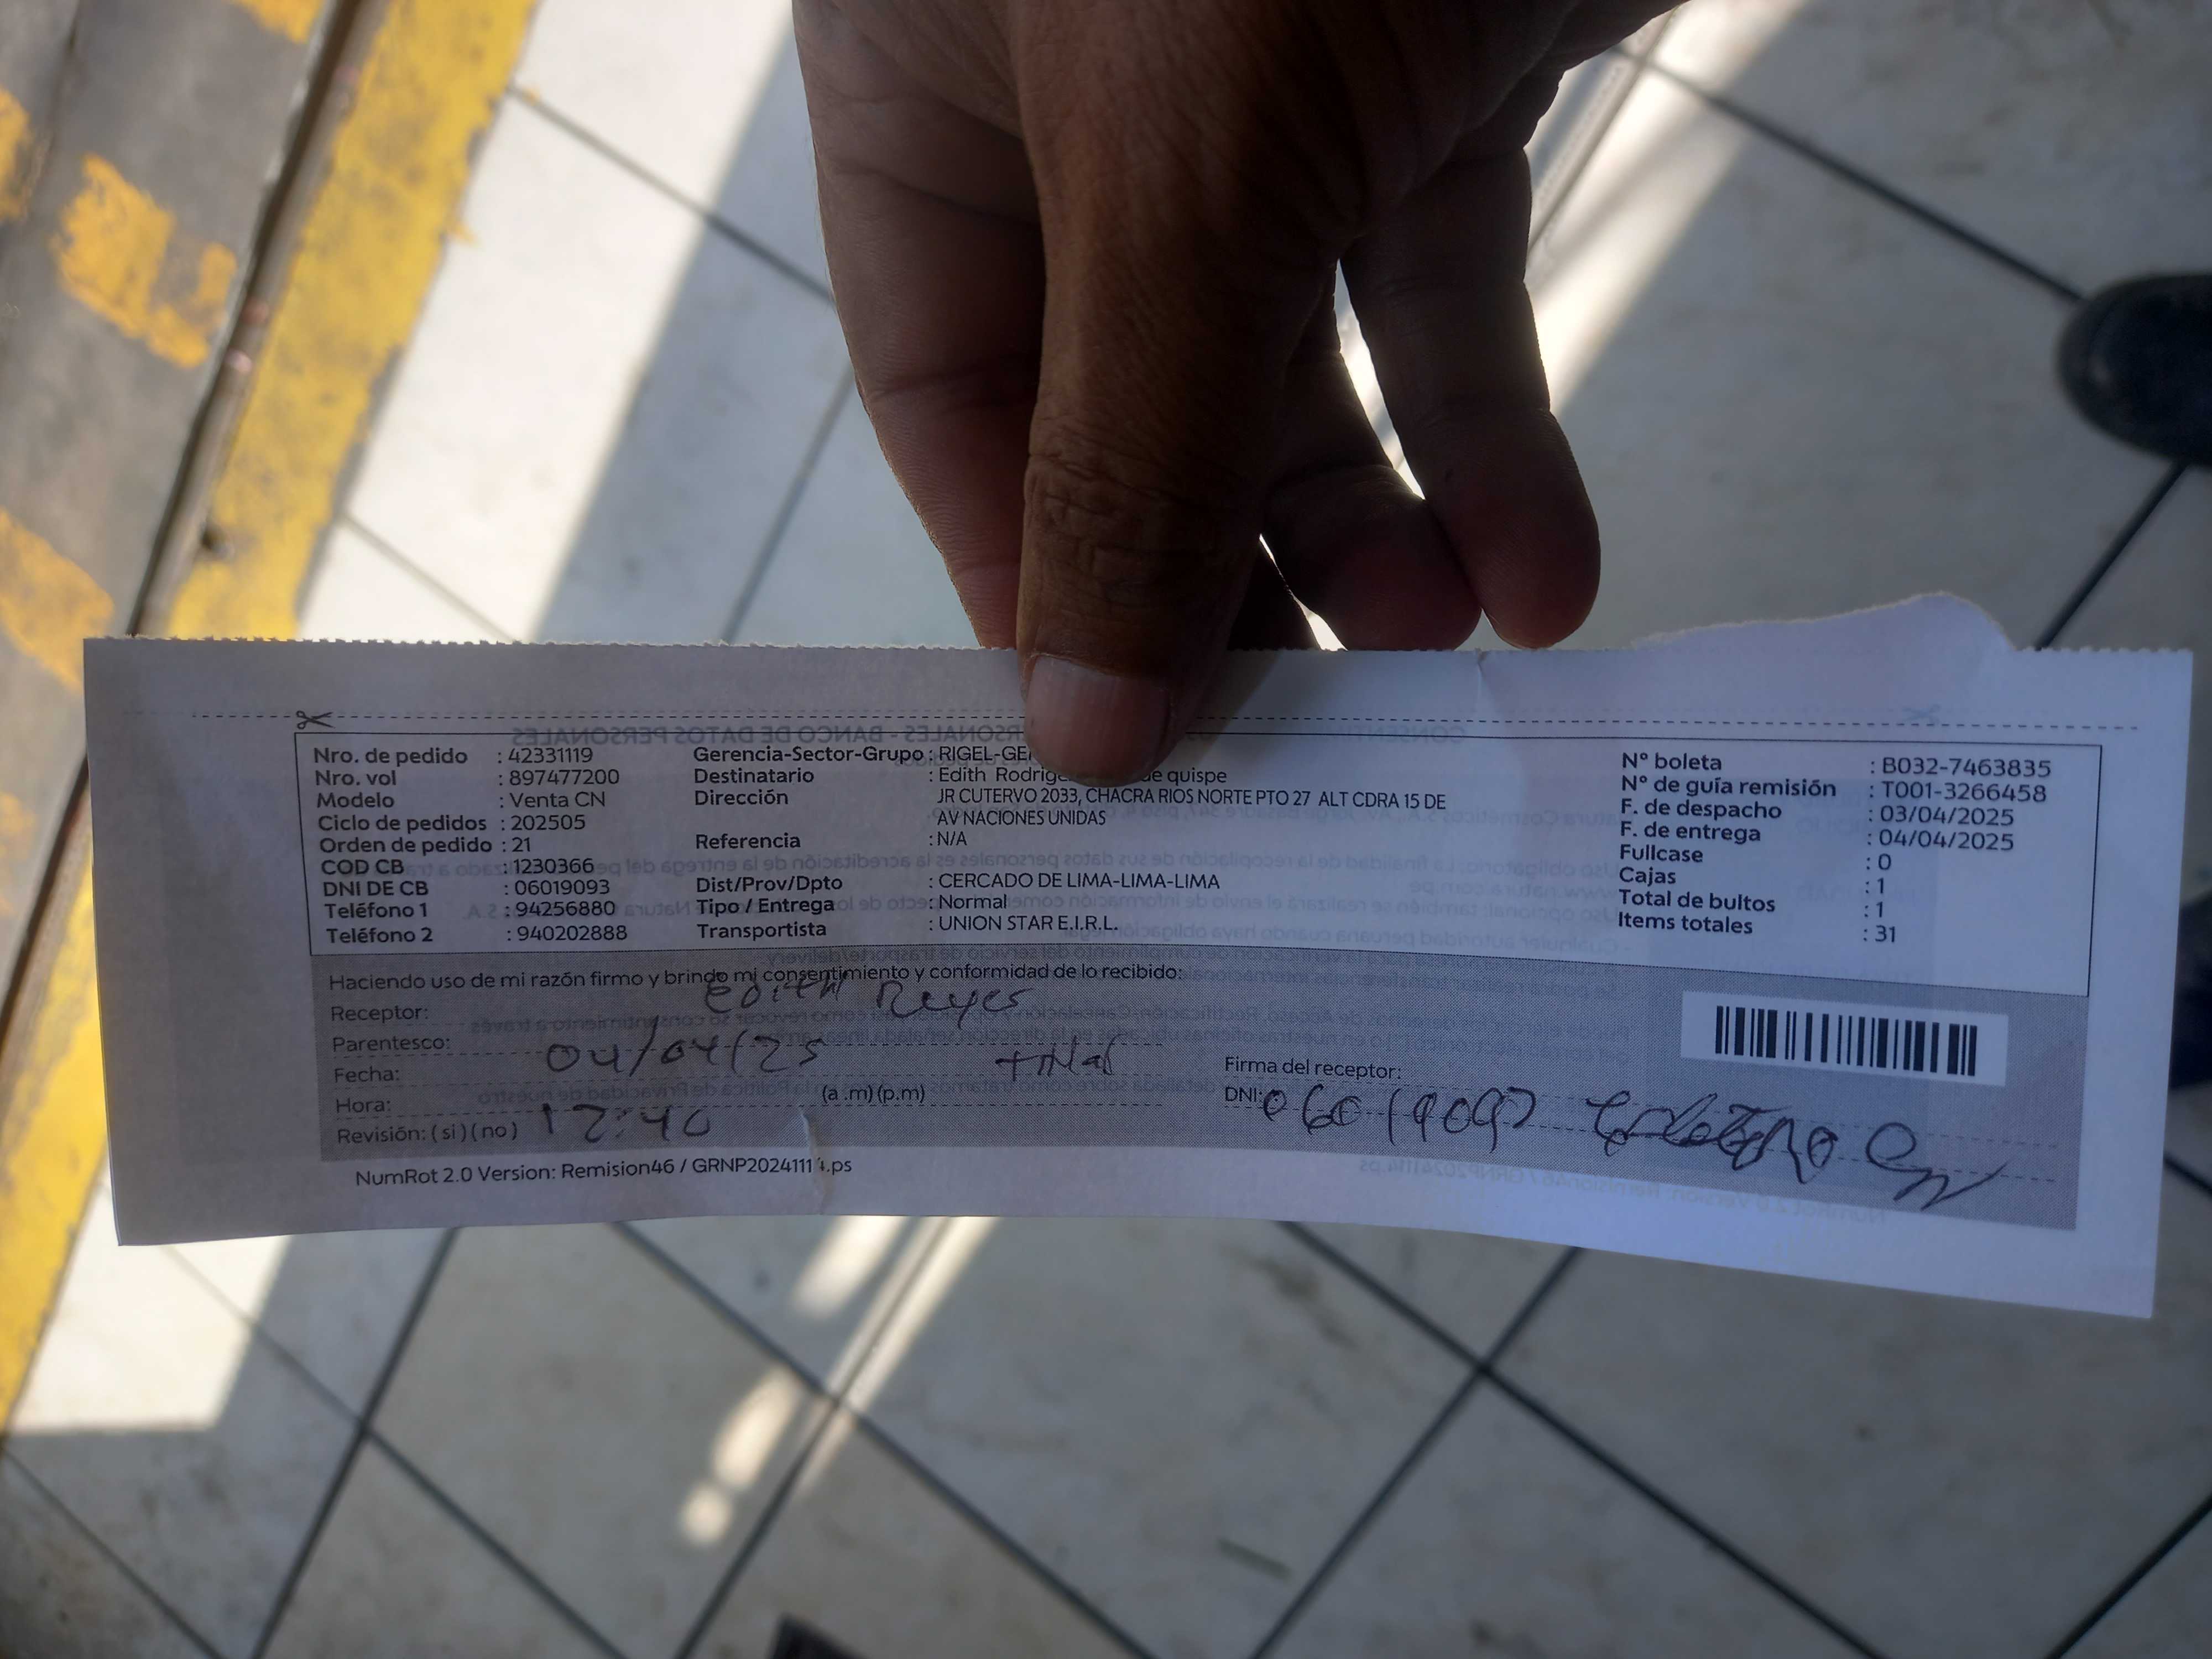 Nro. de pedido : 42331119 Gerencia-Sector-Grupo : RIGEL-GE
Nro. vol : 897477200 Destinatario : Edith Rodrig de quispe
Modelo : Venta CN Dirección : JR CUTERVO 2033, CHACRA RIOS NORTE PTO 27 ALT CDRA 15 DE
Ciclo de pedidos : 202505 AV NACIONES UNIDAS
Orden de pedido : 21 Referencia : N/A
COD CB : 1230366
DNI DE CB : 06019093 Dist/Prov/Dpto : CERCADO DE LIMA-LIMA-LIMA
Teléfono 1 : 94256880 Tipo / Entrega : Normal
Teléfono 2 : 940202888 Transportista : UNION STAR E.I.R.L.
N° boleta : B032-7463835
N° de guía remisión : T001-3266458
F. de despacho : 03/04/2025
F. de entrega : 04/04/2025
Fullcase : 0
Cajas : 1
Total de bultos : 1
Items totales : 31
Haciendo uso de mi razón firmo y brindo mi consentimiento y conformidad de lo recibido:
Receptor: Edith Reyes
Parentesco:
Fecha: 04/04/25
Hora: (a .m) (p.m)
Revisión: ( si ) ( no ) 12:40
Firma del receptor:
DNI:
NumRot 2.0 Version: Remision46 / GRNP20241114.ps